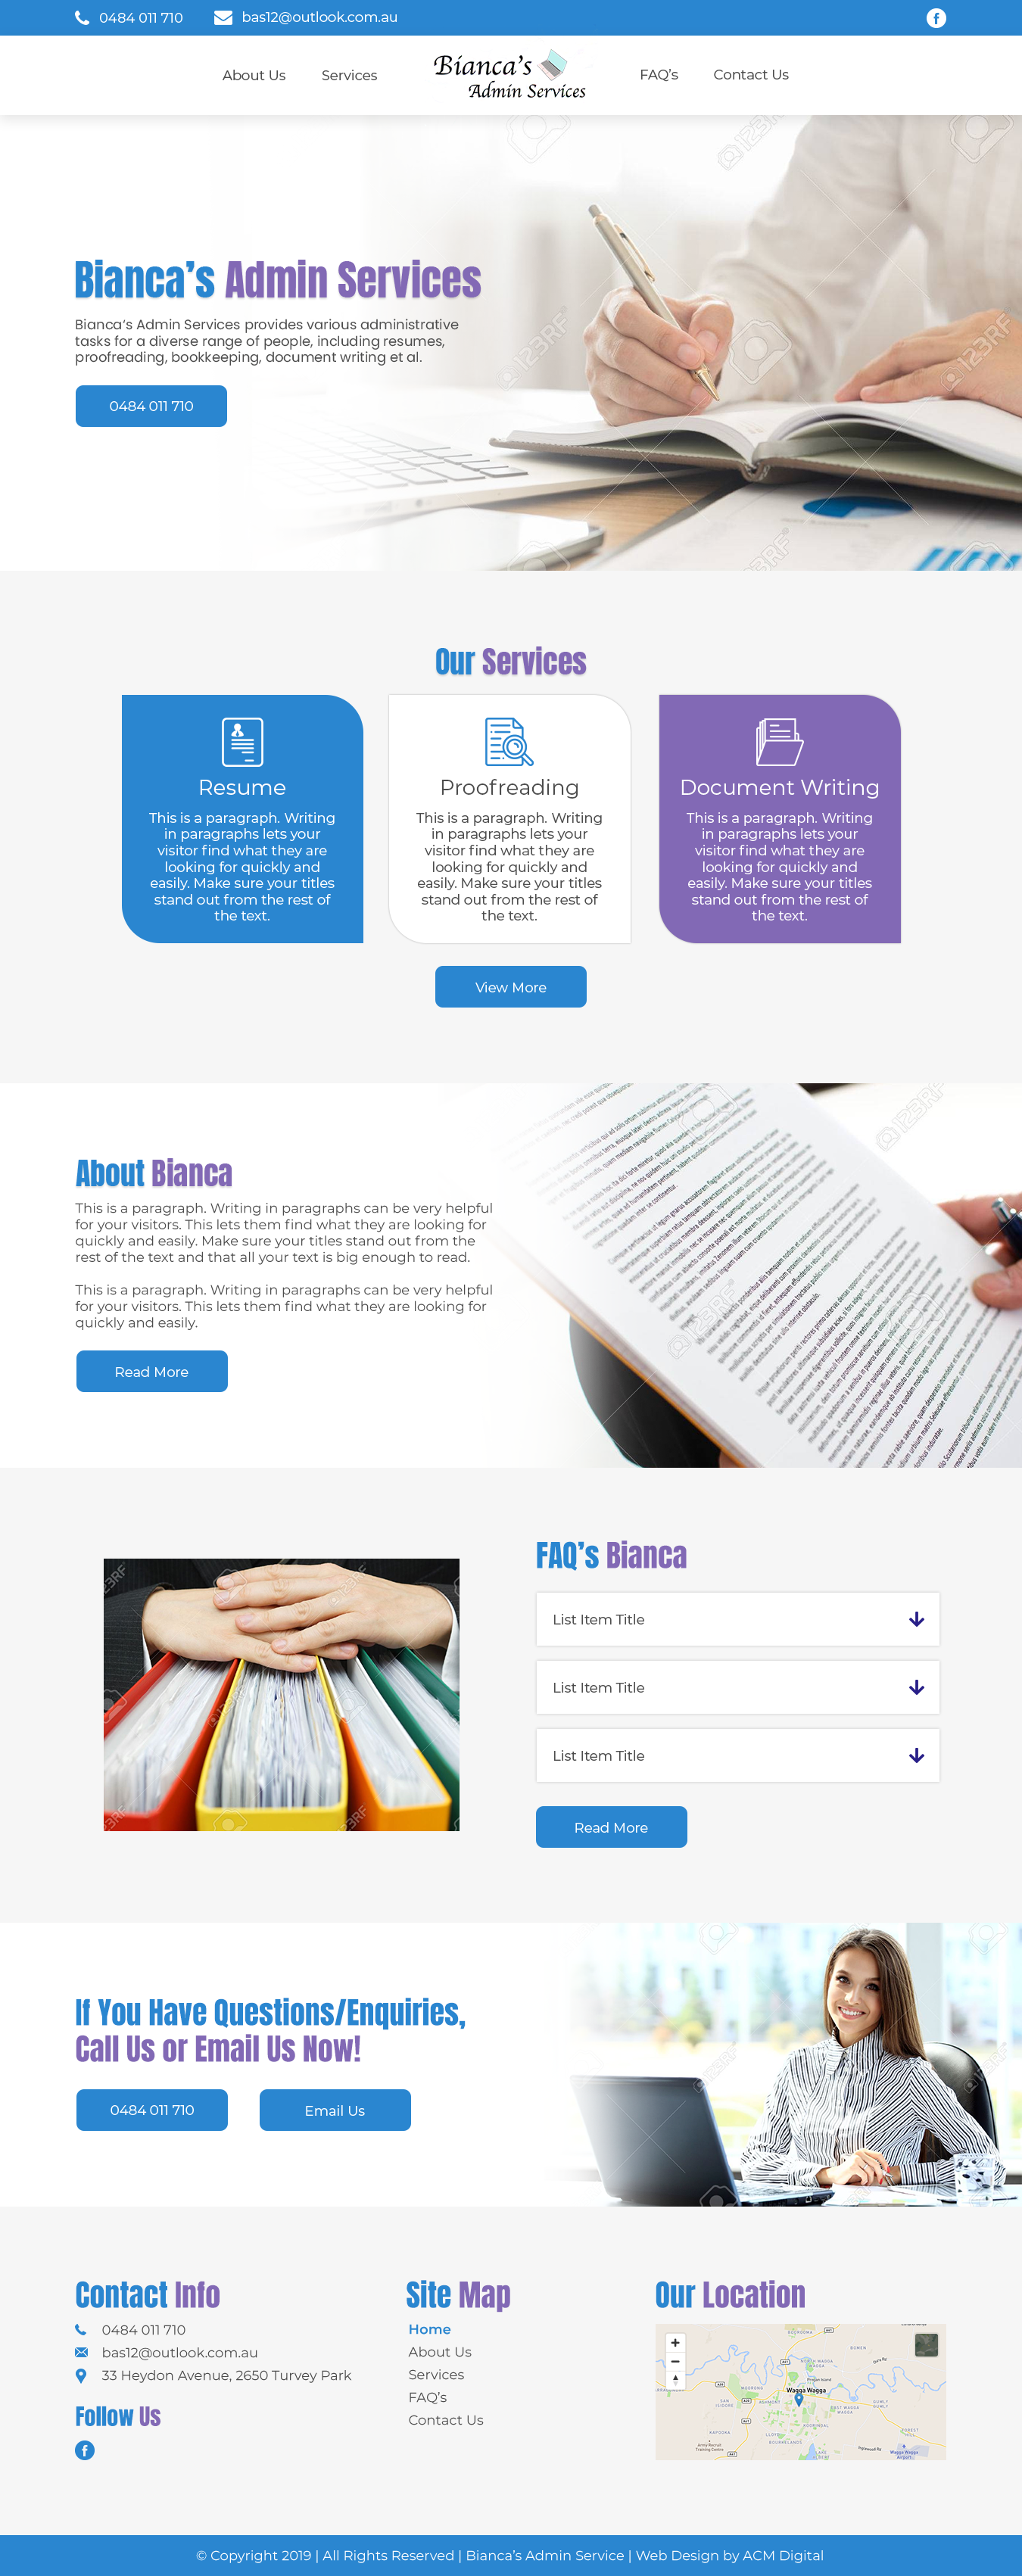 0484 011 710
bas12@outlook.com.au
About Us
Services
Bianca's
Admin Services
FAQ's
Contact Us
Bianca's Admin Services
Bianca's Admin Services provides various administrative
tasks for a diverse range of people, including resumes,
proofreading, bookkeeping, document writing et al.
0484 011 710
Our Services
Resume
This is a paragraph. Writing
in paragraphs lets your
visitor find what they are
looking for quickly and
easily. Make sure your titles
stand out from the rest of
the text.
Proofreading
This is a paragraph. Writing
in paragraphs lets your
visitor find what they are
looking for quickly and
easily. Make sure your titles
stand out from the rest of
the text.
Document Writing
This is a paragraph. Writing
in paragraphs lets your
visitor find what they are
looking for quickly and
easily. Make sure your titles
stand out from the rest of
the text.
View More
About Bianca
This is a paragraph. Writing in paragraphs can be very helpful
for your visitors. This lets them find what they are looking for
quickly and easily. Make sure your titles stand out from the
rest of the text and that all your text is big enough to read.
This is a paragraph. Writing in paragraphs can be very helpful
for your visitors. This lets them find what they are looking for
quickly and easily.
Read More
FAQ's Bianca
List Item Title
List Item Title
List Item Title
Read More
If You Have Questions/Enquiries,
Call Us or Email Us Now!
0484 011 710
Email Us
Contact Info
0484 011 710
bas12@outlook.com.au
33 Heydon Avenue, 2650 Turvey Park
Follow Us
Site Map
Home
About Us
Services
FAQ's
Contact Us
Our Location
Wagga Wagga
© Copyright 2019 | All Rights Reserved | Bianca's Admin Service | Web Design by ACM Digital